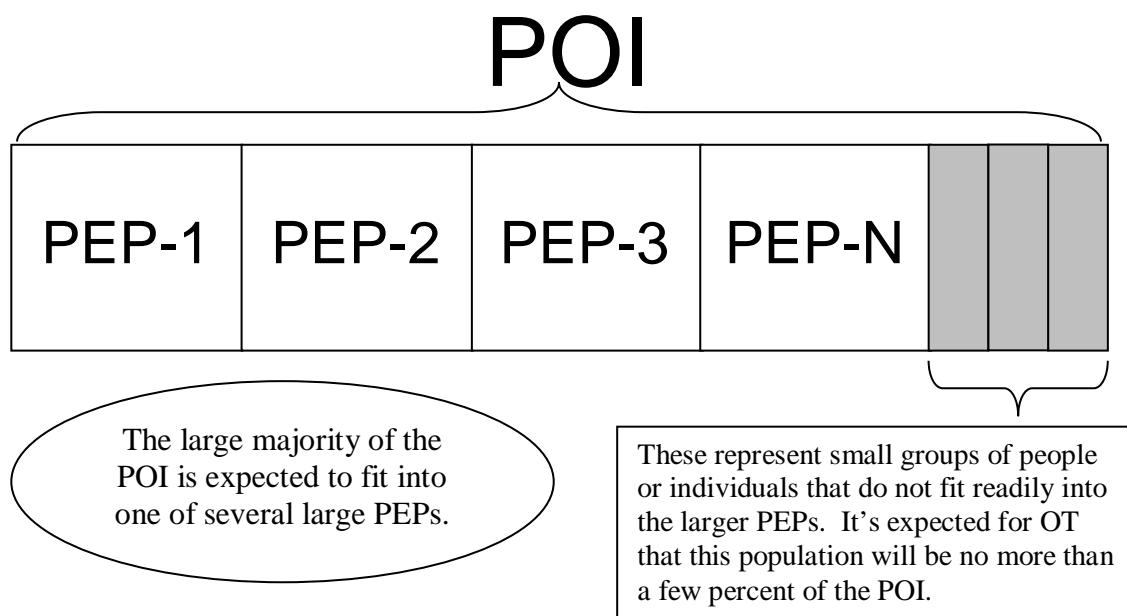 POI
PEP-1 PEP-2 PEP-3 PEP-N
The large majority of the
POI is expected to fit into
one of several large PEPs.
These represent small groups of people
or individuals that do not fit readily into
the larger PEPs.  It’s expected for OT
that this population will be no more than
a few percent of the POI.